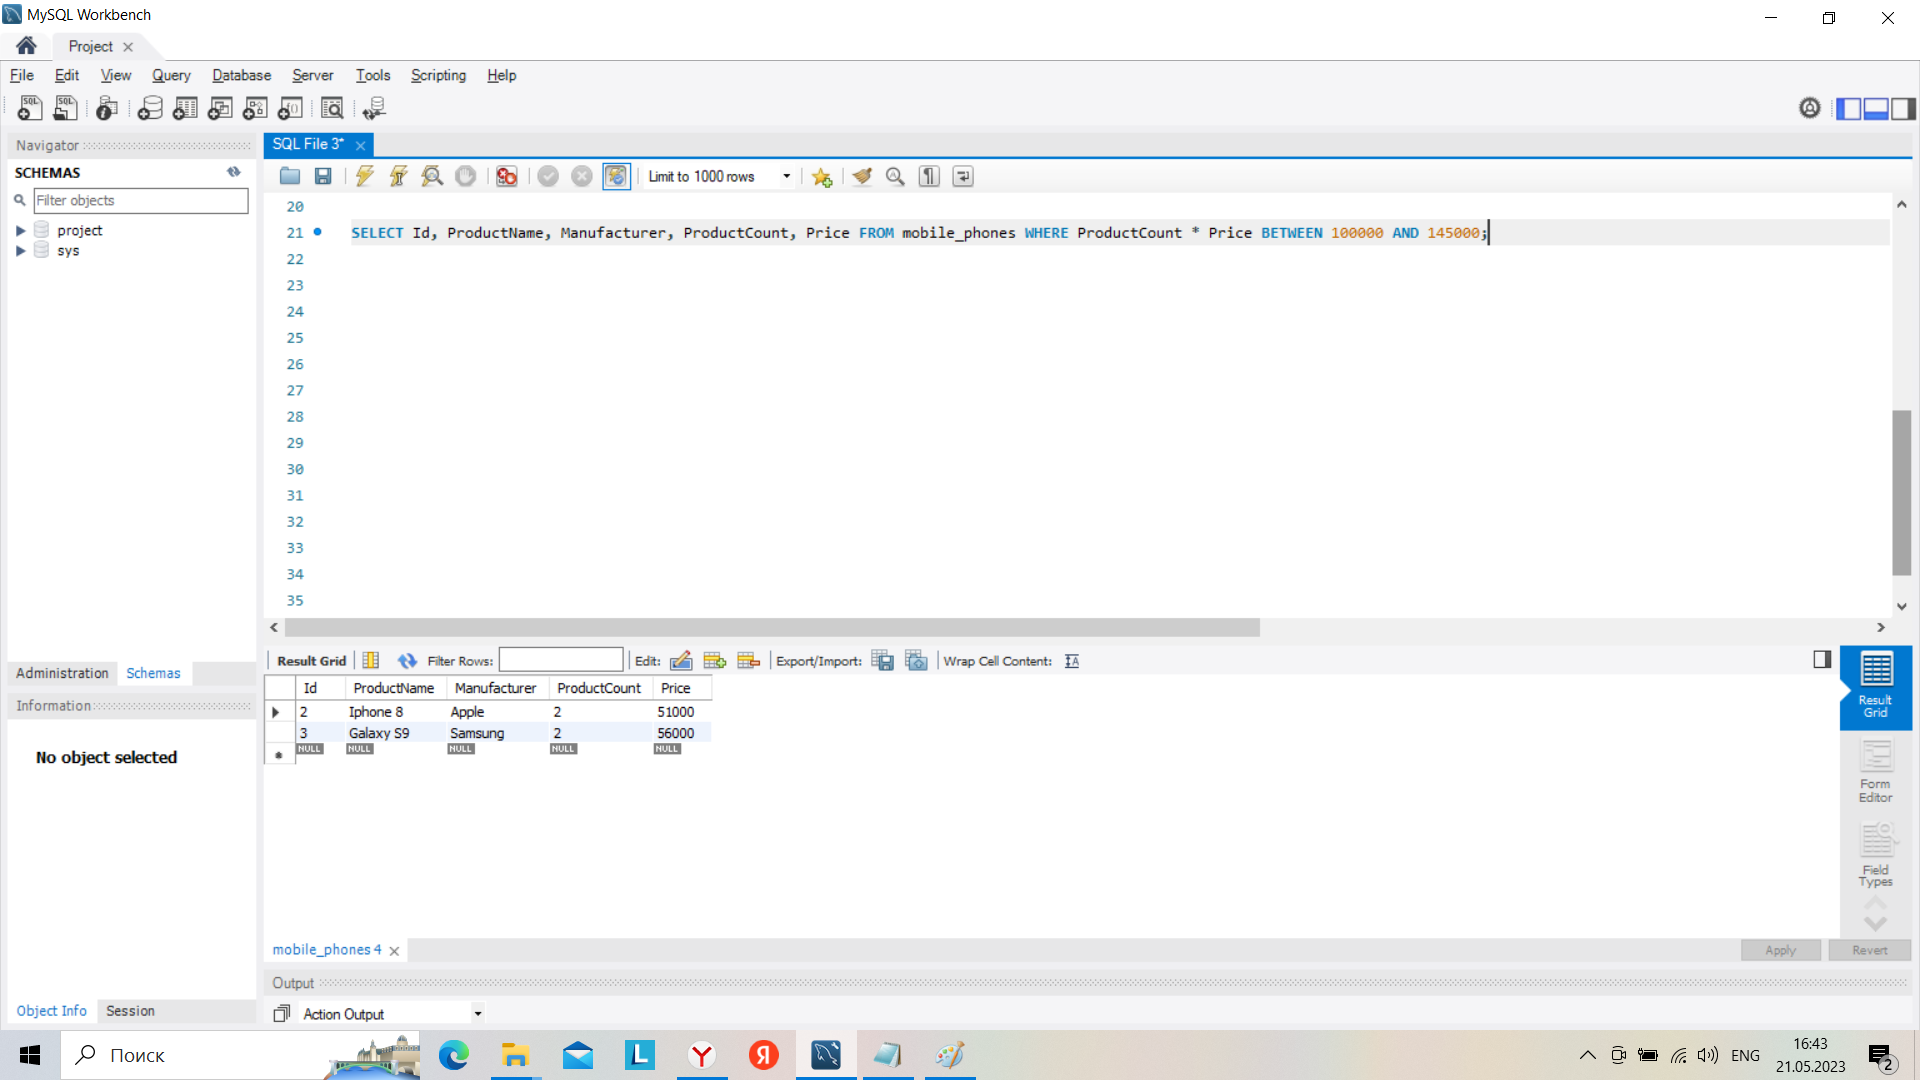 MySQL Workbench
Project
File Edit View Query Database Server Tools Scripting Help
Navigator
SCHEMAS
Filter objects
project
sys
Administration Schemas
Information
No object selected
Object Info Session
SQL File 3*
Limit to 1000 rows
20
21 SELECT Id, ProductName, Manufacturer, ProductCount, Price FROM mobile_phones WHERE ProductCount * Price BETWEEN 100000 AND 145000;
22
23
24
25
26
27
28
29
30
31
32
33
34
35
Result Grid Filter Rows: Edit: Export/Import: Wrap Cell Content:
Id ProductName Manufacturer ProductCount Price
2 Iphone 8 Apple 2 51000
3 Galaxy S9 Samsung 2 56000
NULL NULL NULL NULL NULL
Result
Grid
Form
Editor
Field
Types
mobile_phones 4
Apply Revert
Output
Action Output
Поиск
ENG
16:43
21.05.2023
2